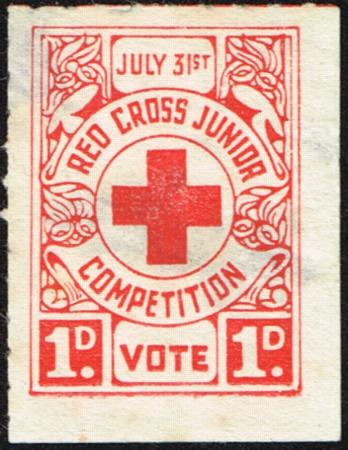 JULY 31ST
RED CROSS JUNIOR
COMPETITION
1D. VOTE 1D.